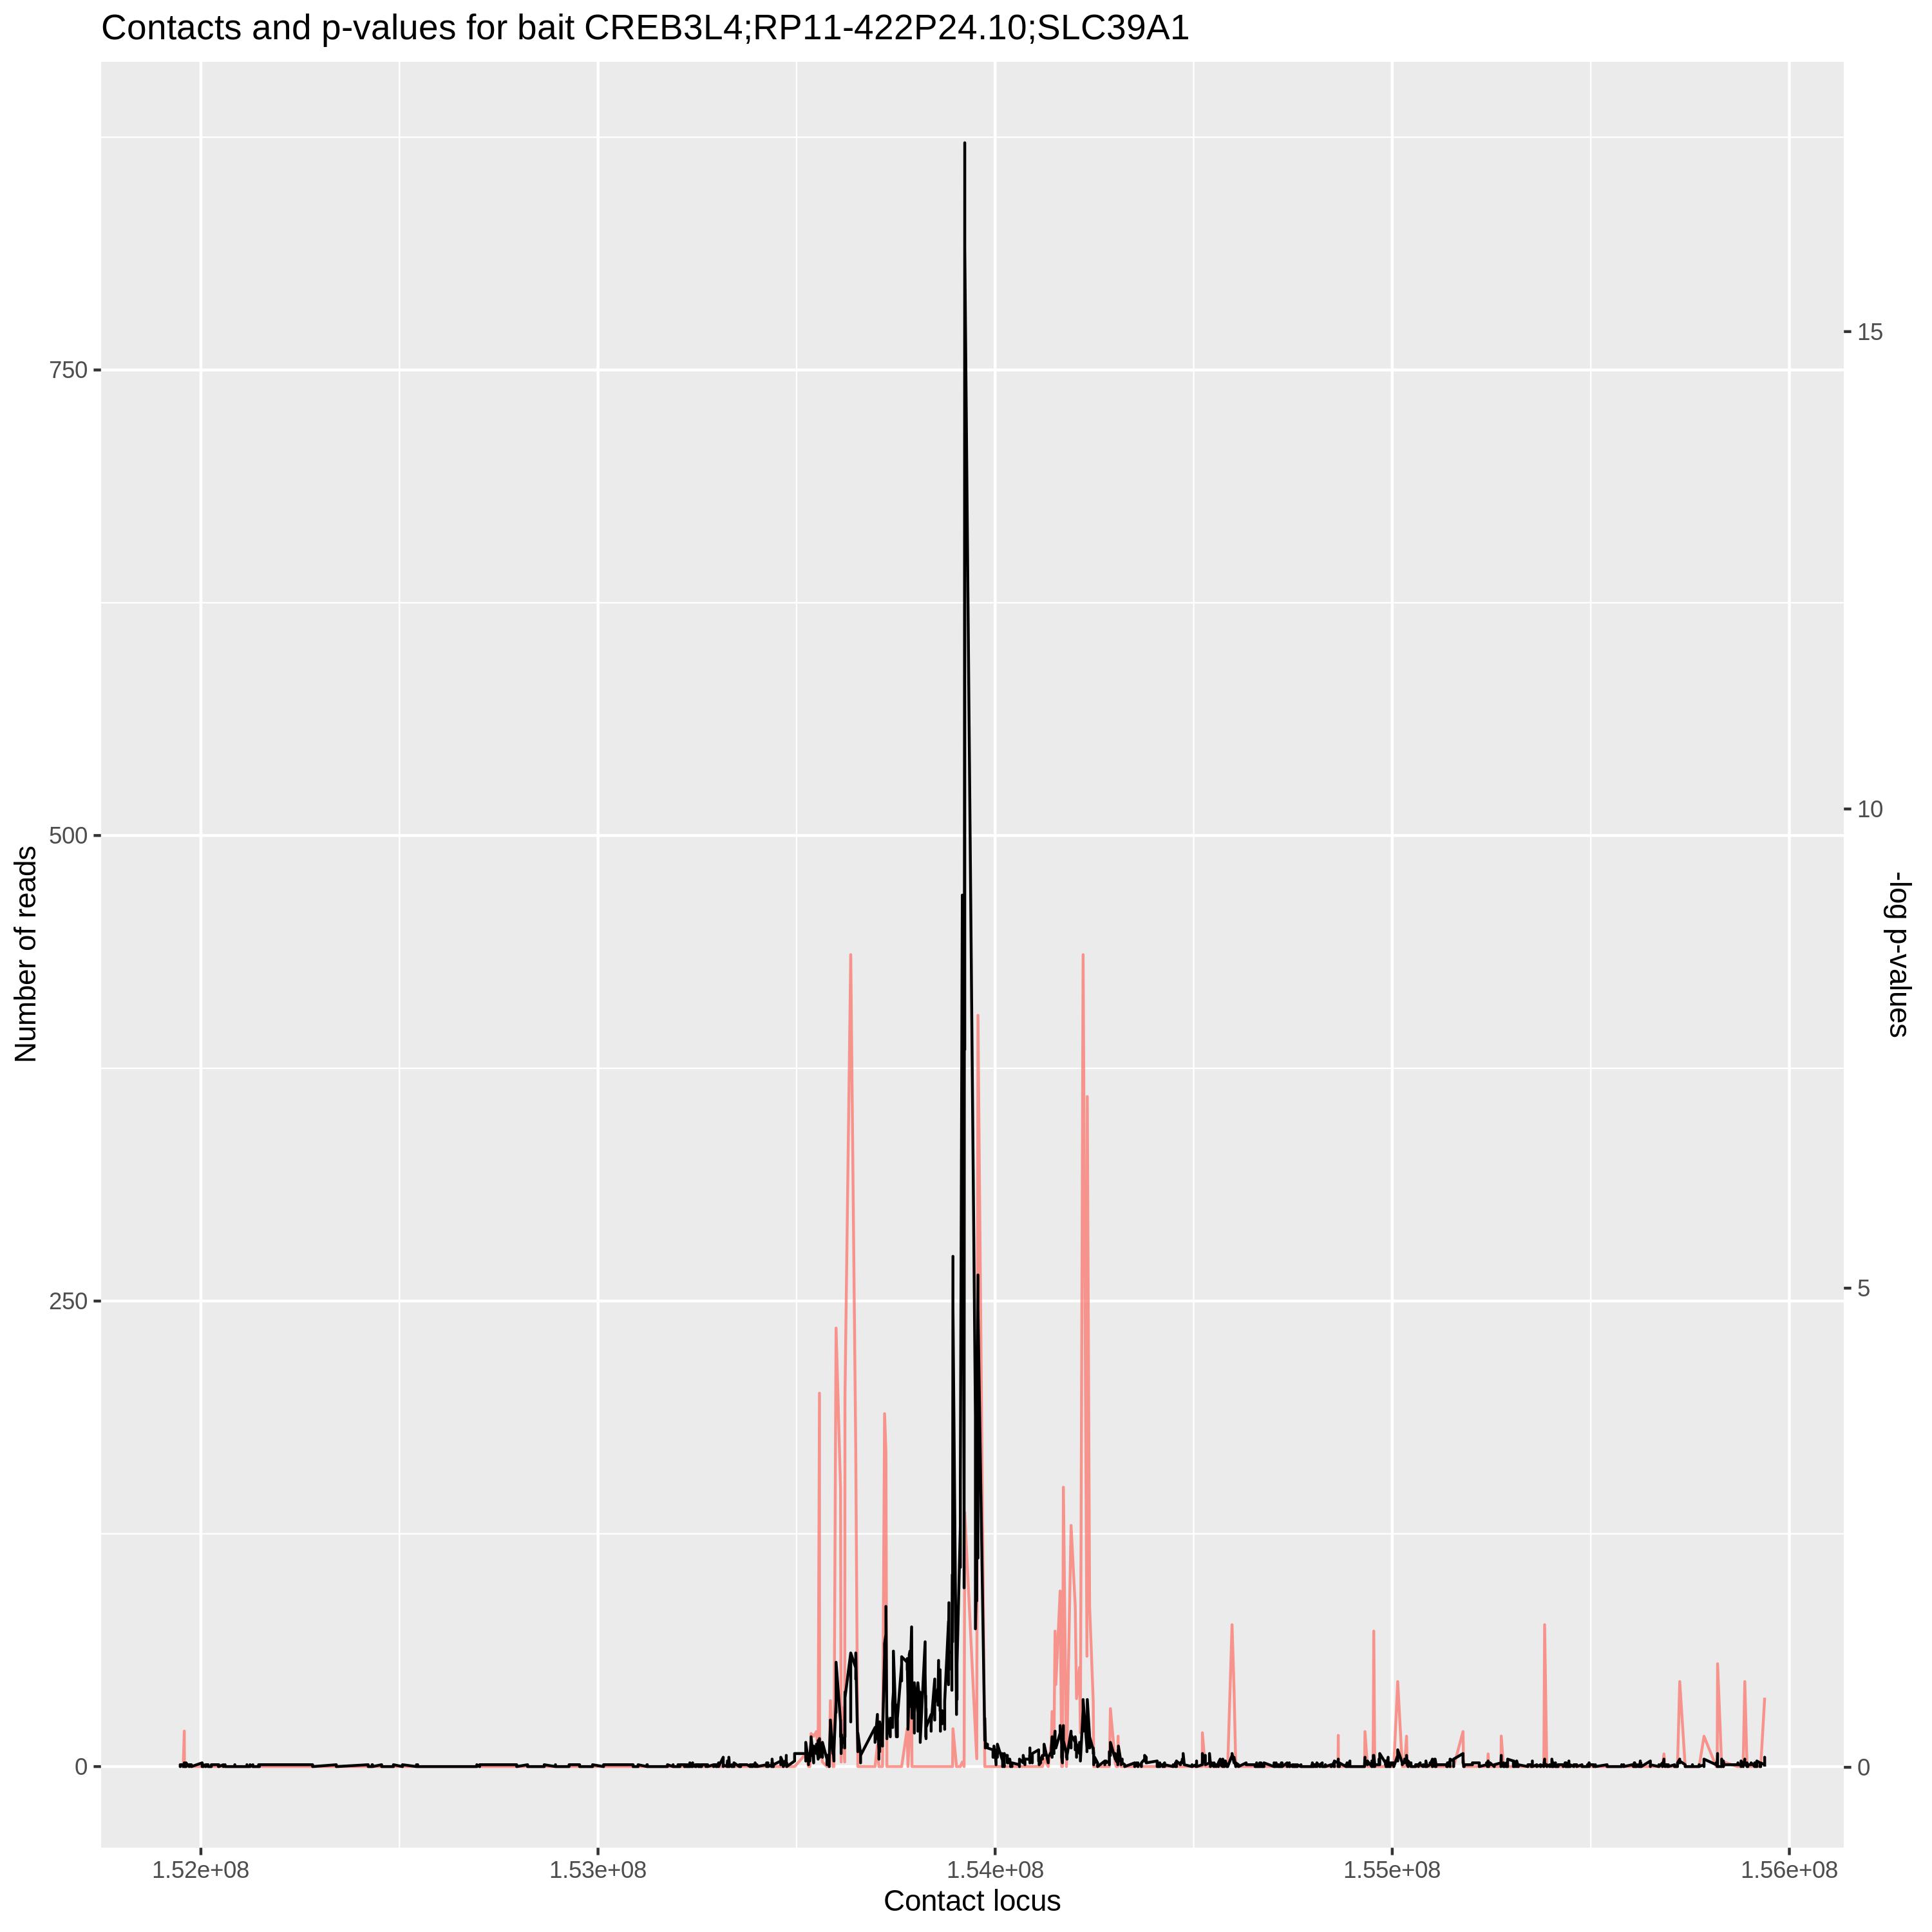 Contacts and p-values for bait CREB3L4;RP11-422P24.10;SLC39A1
Number of reads
750
500
250
0
15
10
5
0
-log p-values
1.52e+08 1.53e+08 1.54e+08 1.55e+08 1.56e+08
Contact locus